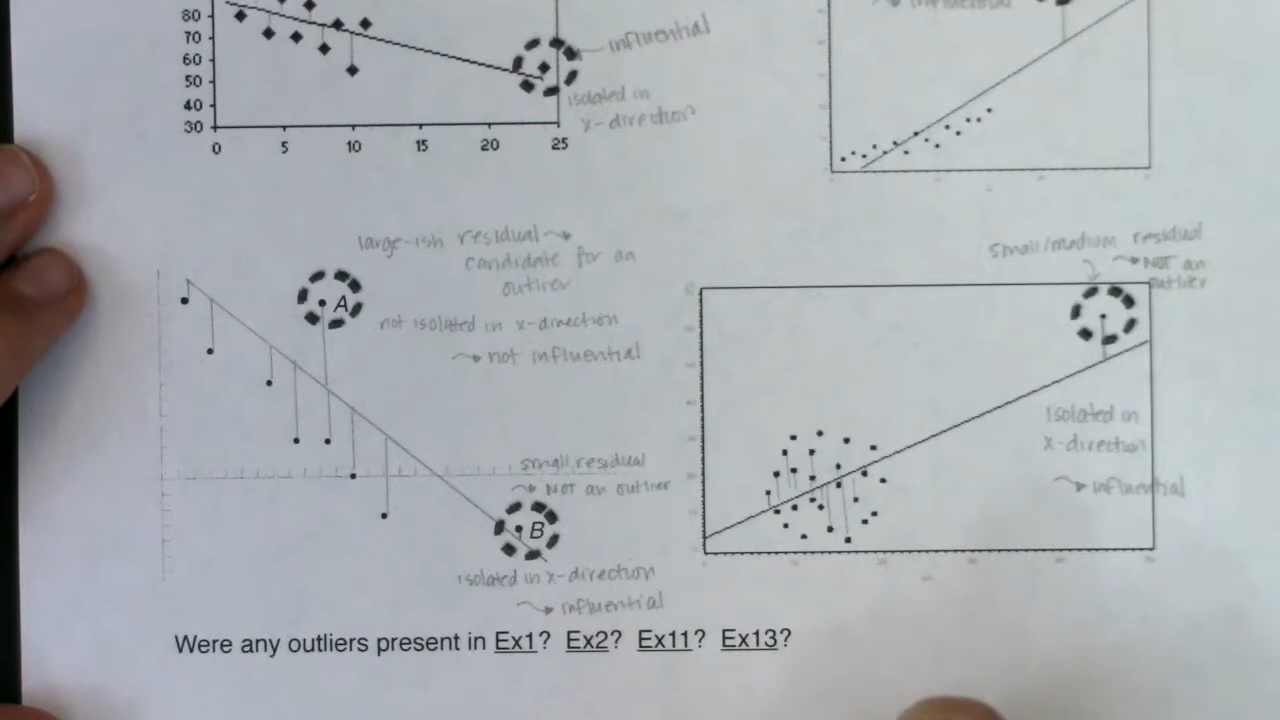 80
70
60
50
40
30
0 5 10 15 20 25
influential
isolated in
x-direction
influential
large-ish residual
candidate for an
outlier
A
not isolated in x-direction
not influential
small residual
NOT an outlier
B
isolated in x-direction
influential
small/medium residual
NOT an
outlier
isolated in
x-direction
influential
Were any outliers present in Ex1? Ex2? Ex11? Ex13?